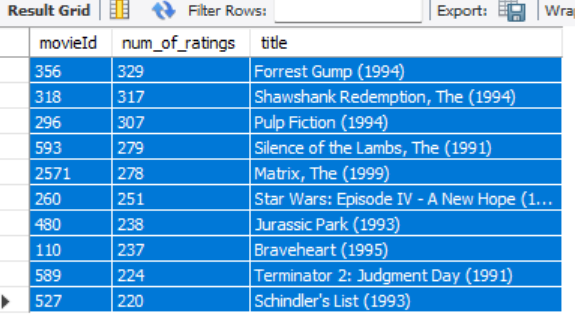 Result Grid Filter Rows: Export: Wrap
movieId num_of_ratings title
356 329 Forrest Gump (1994)
318 317 Shawshank Redemption, The (1994)
296 307 Pulp Fiction (1994)
593 279 Silence of the Lambs, The (1991)
2571 278 Matrix, The (1999)
260 251 Star Wars: Episode IV - A New Hope (1...
480 238 Jurassic Park (1993)
110 237 Braveheart (1995)
589 224 Terminator 2: Judgment Day (1991)
527 220 Schindler's List (1993)